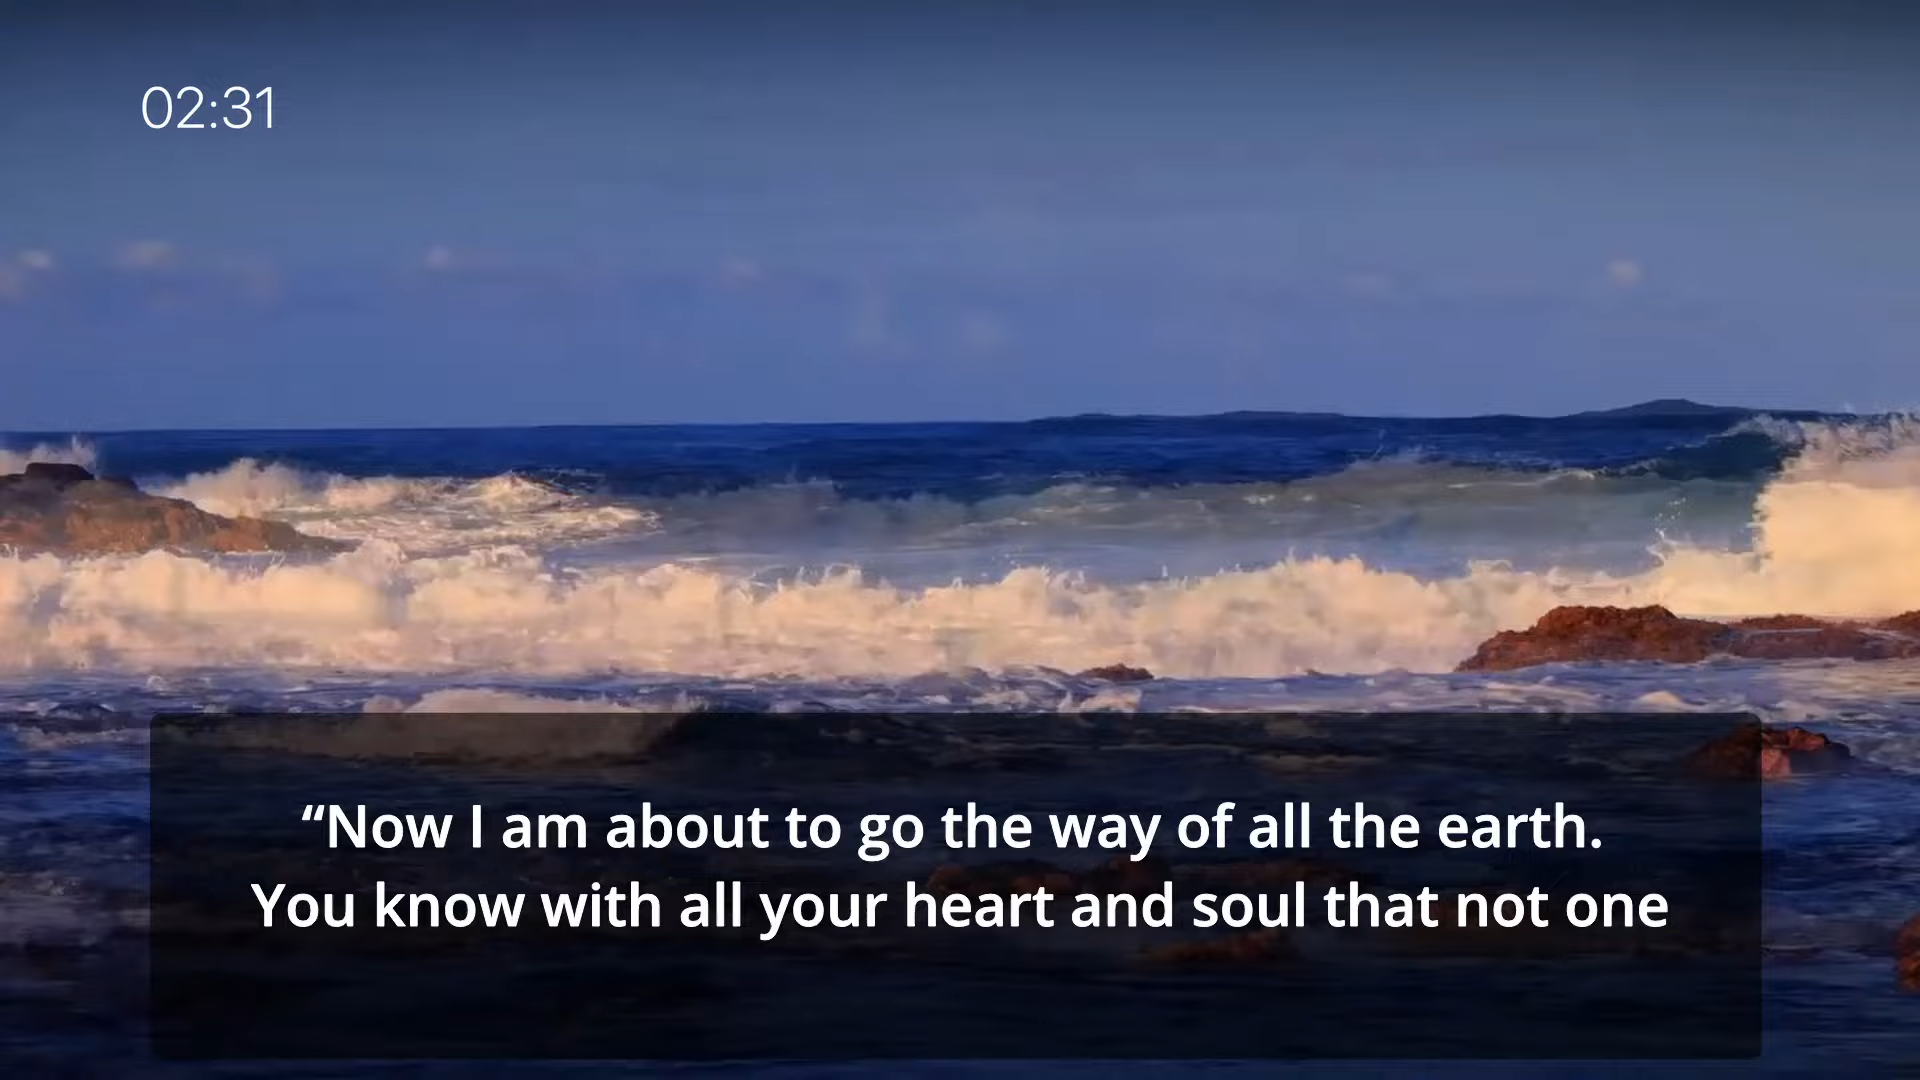 02:31
“Now I am about to go the way of all the earth.
You know with all your heart and soul that not one